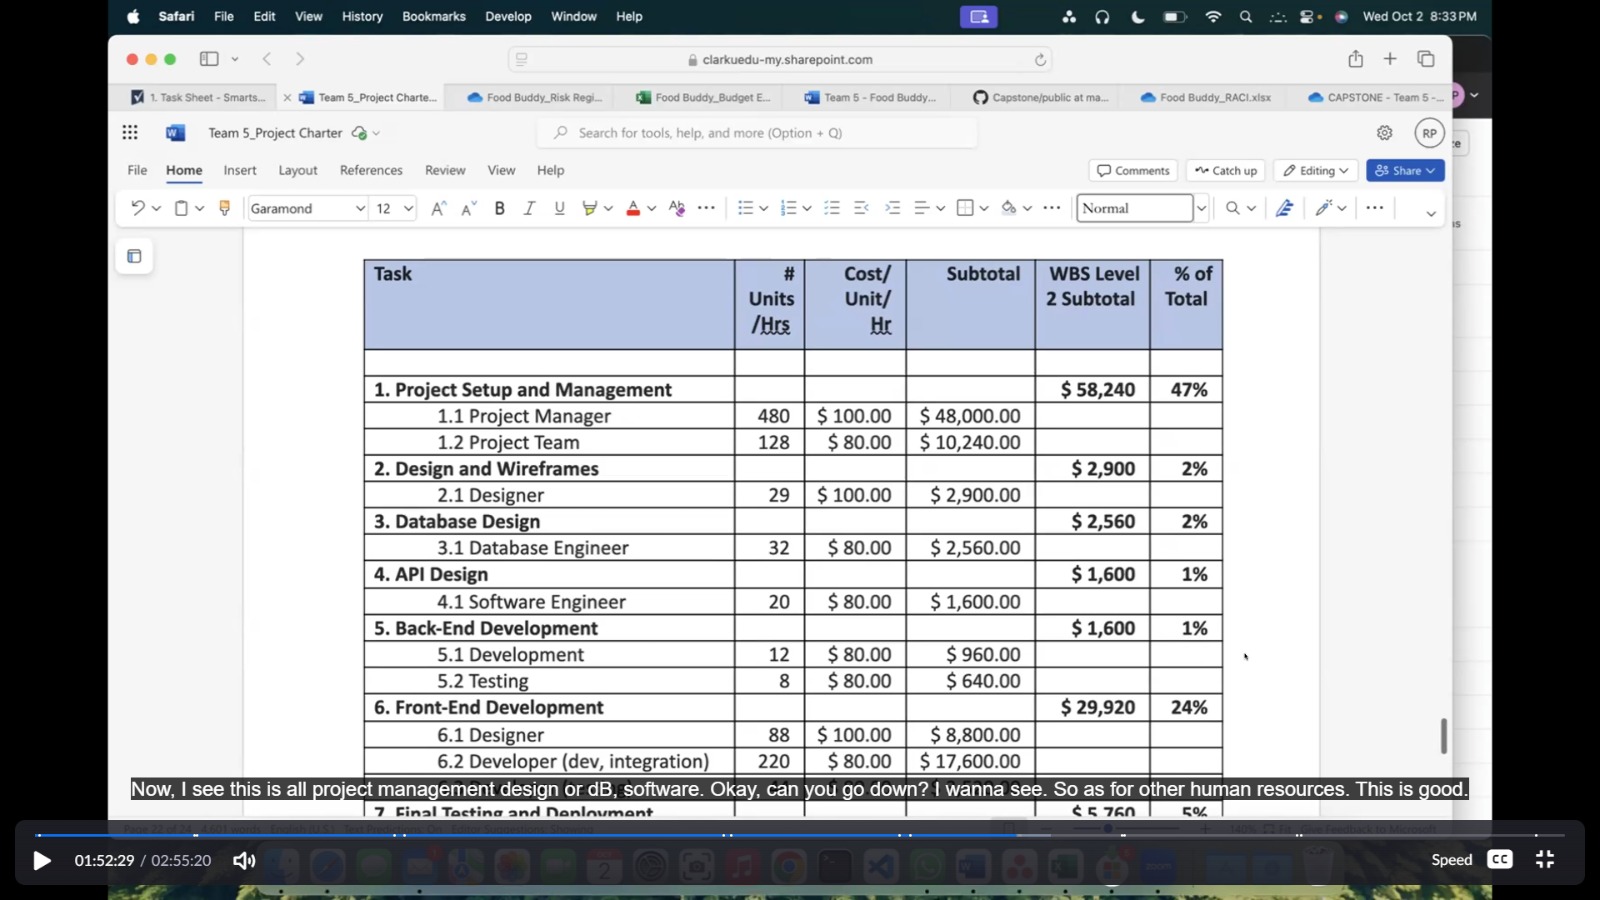 Safari File Edit View History Bookmarks Develop Window Help Wed Oct 2 8:33 PM
clarkuedu-my.sharepoint.com
1. Task Sheet - Smarts... Team 5_Project Charte... Food Buddy_Risk Regi... Food Buddy_Budget E... Team 5 - Food Buddy... Capstone/public at ma... Food Buddy_RACI.xlsx CAPSTONE - Team 5 -...
Team 5_Project Charter Search for tools, help, and more (Option + Q) RP
File Home Insert Layout References Review View Help Comments Catch up Editing Share
Garamond 12 B I U Normal
Task # Units /Hrs Cost/ Unit/ Hr Subtotal WBS Level 2 Subtotal % of Total
1. Project Setup and Management $ 58,240 47%
1.1 Project Manager 480 $ 100.00 $ 48,000.00
1.2 Project Team 128 $ 80.00 $ 10,240.00
2. Design and Wireframes $ 2,900 2%
2.1 Designer 29 $ 100.00 $ 2,900.00
3. Database Design $ 2,560 2%
3.1 Database Engineer 32 $ 80.00 $ 2,560.00
4. API Design $ 1,600 1%
4.1 Software Engineer 20 $ 80.00 $ 1,600.00
5. Back-End Development $ 1,600 1%
5.1 Development 12 $ 80.00 $ 960.00
5.2 Testing 8 $ 80.00 $ 640.00
6. Front-End Development $ 29,920 24%
6.1 Designer 88 $ 100.00 $ 8,800.00
6.2 Developer (dev, integration) 220 $ 80.00 $ 17,600.00
Now, I see this is all project management design or dB, software. Okay, can you go down? I wanna see. So as for other human resources. This is good.
7. Final Testing and Deployment $ 5,760 5%
01:52:29 / 02:55:20 Speed CC